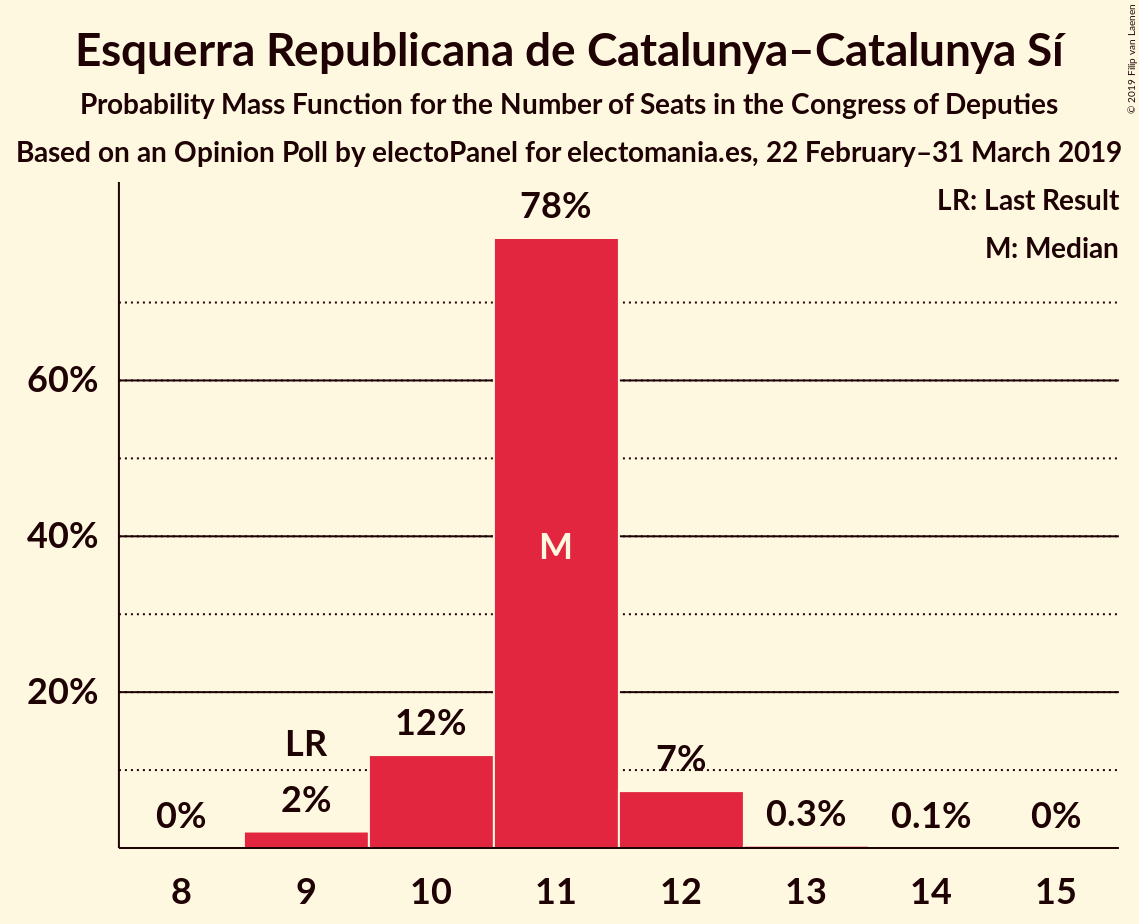 Esquerra Republicana de Catalunya–Catalunya Sí
Probability Mass Function for the Number of Seats in the Congress of Deputies
Based on an Opinion Poll by electoPanel for electomania.es, 22 February–31 March 2019
© 2019 Filip van Laenen
LR: Last Result
M: Median
78%
60%
40%
M
20%
12%
LR
7%
0%
2%
0.3%
0.1%
0%
8 9 10 11 12 13 14 15